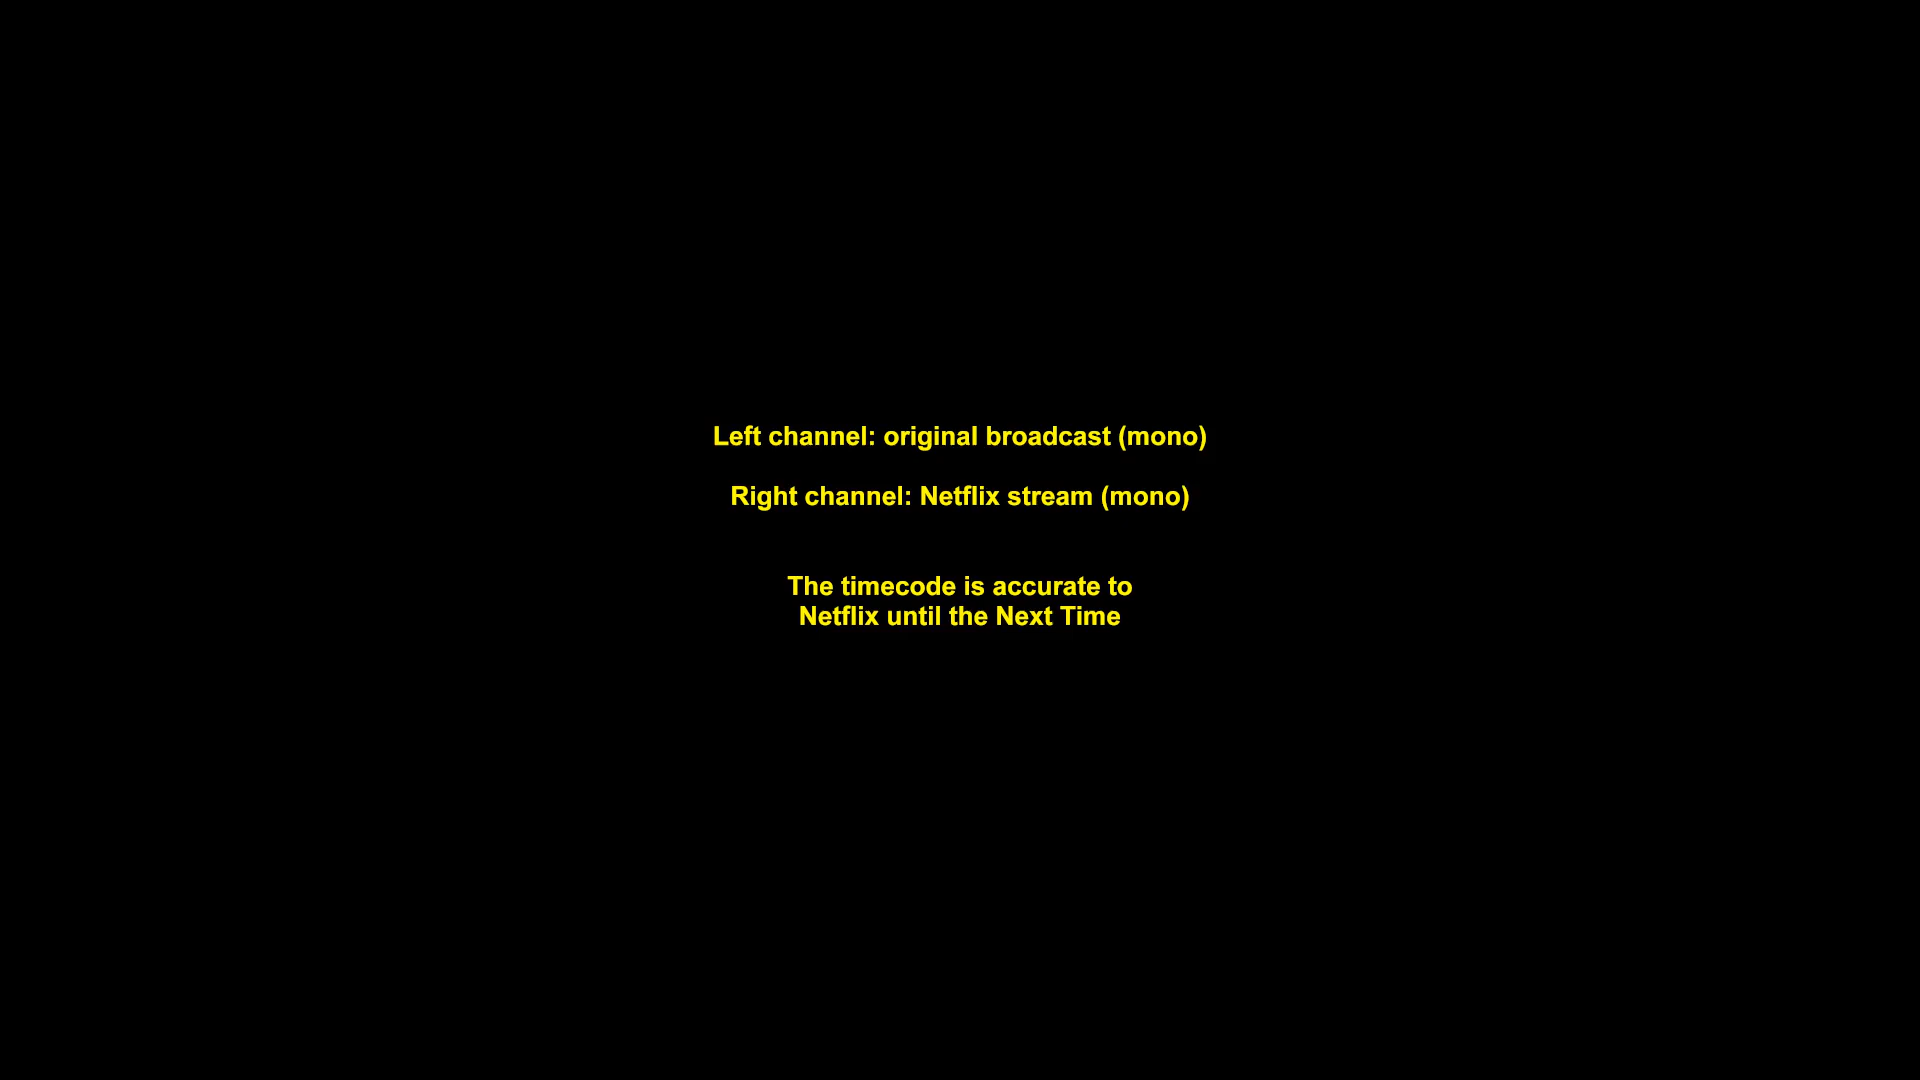 Left channel: original broadcast (mono)
Right channel: Netflix stream (mono)
The timecode is accurate to
Netflix until the Next Time